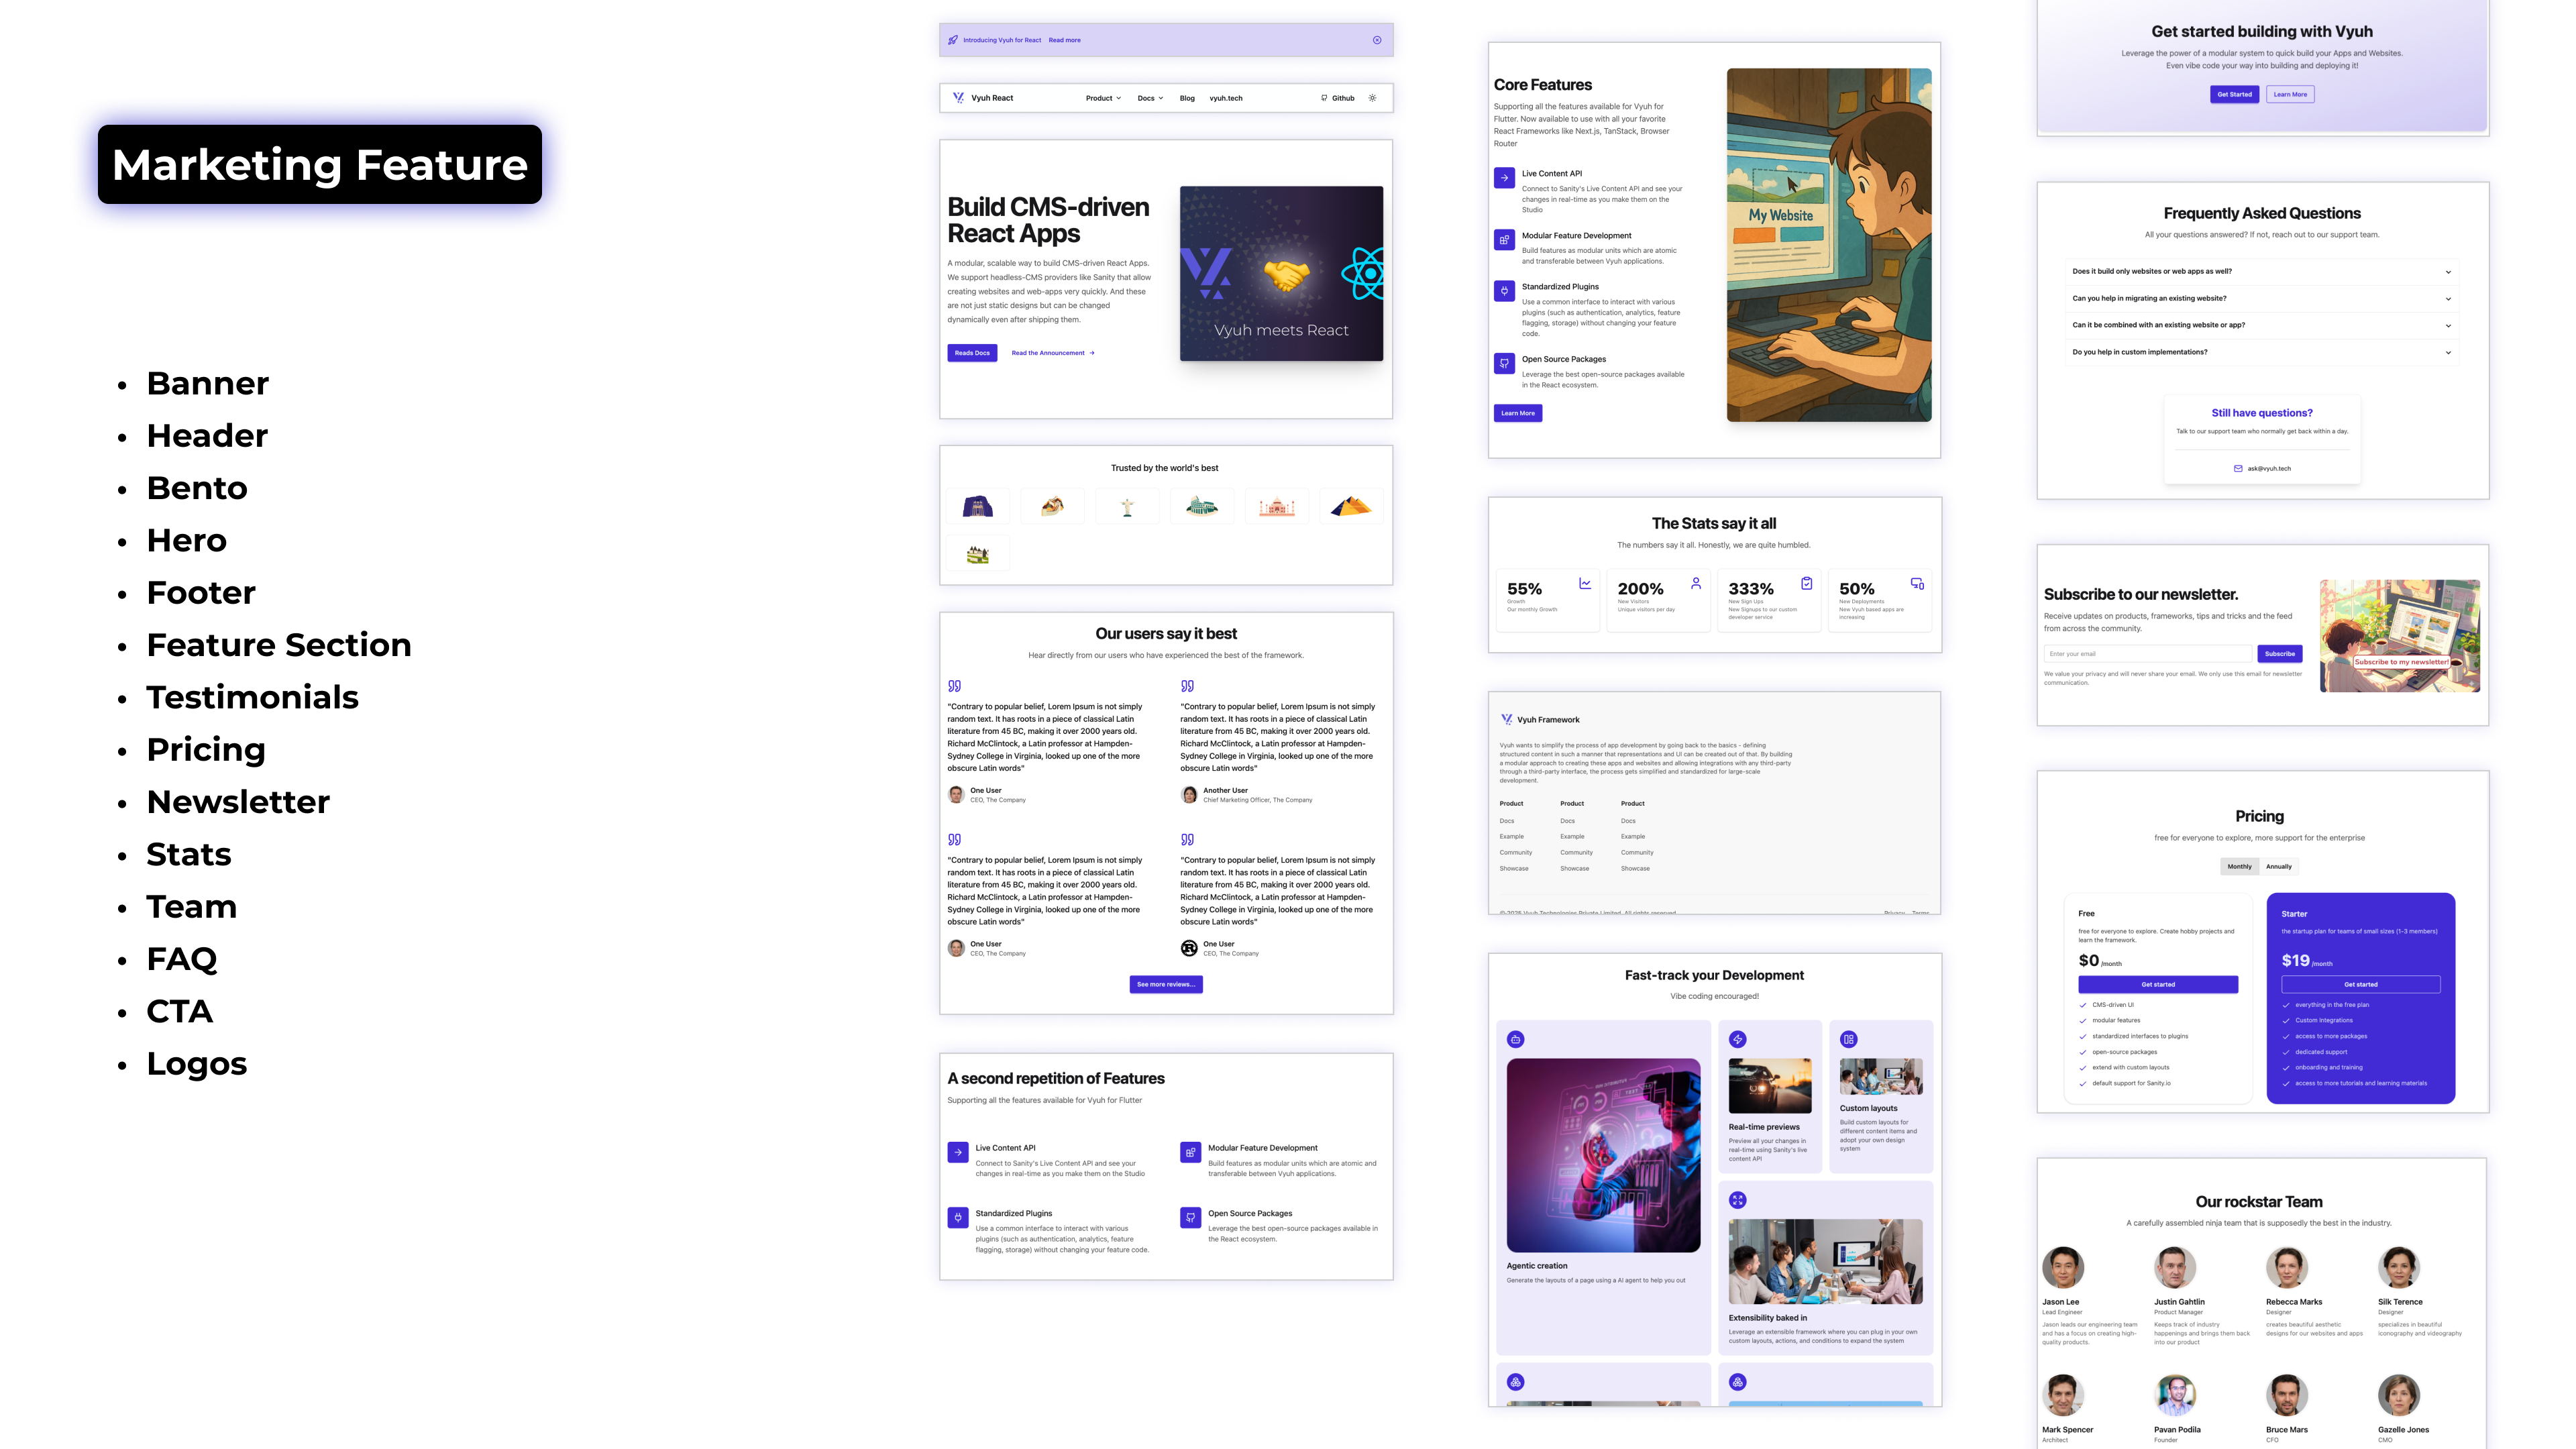 Marketing Feature
• Banner
• Header
• Bento
• Hero
• Footer
• Feature Section
• Testimonials
• Pricing
• Newsletter
• Stats
• Team
• FAQ
• CTA
• Logos
Introducing Vyuh for React Read more
Vyuh React Product Docs Blog vyuh.tech Github
Build CMS-driven
React Apps
A modular, scalable way to build CMS-driven React Apps.
We support headless-CMS providers like Sanity that allow
creating websites and web-apps very quickly. And these
are not just static designs but can be changed
dynamically even after shipping them.
Reads Docs Read the Announcement →
Vyuh meets React
Trusted by the world's best
Our users say it best
Hear directly from our users who have experienced the best of the framework.
"Contrary to popular belief, Lorem Ipsum is not simply
random text. It has roots in a piece of classical Latin
literature from 45 BC, making it over 2000 years old.
Richard McClintock, a Latin professor at Hampden-
Sydney College in Virginia, looked up one of the more
obscure Latin words"
One User
CEO, The Company
"Contrary to popular belief, Lorem Ipsum is not simply
random text. It has roots in a piece of classical Latin
literature from 45 BC, making it over 2000 years old.
Richard McClintock, a Latin professor at Hampden-
Sydney College in Virginia, looked up one of the more
obscure Latin words"
Another User
Chief Marketing Officer, The Company
"Contrary to popular belief, Lorem Ipsum is not simply
random text. It has roots in a piece of classical Latin
literature from 45 BC, making it over 2000 years old.
Richard McClintock, a Latin professor at Hampden-
Sydney College in Virginia, looked up one of the more
obscure Latin words"
One User
CEO, The Company
"Contrary to popular belief, Lorem Ipsum is not simply
random text. It has roots in a piece of classical Latin
literature from 45 BC, making it over 2000 years old.
Richard McClintock, a Latin professor at Hampden-
Sydney College in Virginia, looked up one of the more
obscure Latin words"
One User
CEO, The Company
See more reviews...
A second repetition of Features
Supporting all the features available for Vyuh for Flutter
Live Content API
Connect to Sanity's Live Content API and see your
changes in real-time as you make them on the Studio
Modular Feature Development
Build features as modular units which are atomic and
transferable between Vyuh applications.
Standardized Plugins
Use a common interface to interact with various
plugins (such as authentication, analytics, feature
flagging, storage) without changing your feature code.
Open Source Packages
Leverage the best open-source packages available in
the React ecosystem.
Core Features
Supporting all the features available for Vyuh for
Flutter. Now available to use with all your favorite
React Frameworks like Next.js, TanStack, Browser
Router
Live Content API
Connect to Sanity's Live Content API and see your
changes in real-time as you make them on the
Studio
Modular Feature Development
Build features as modular units which are atomic
and transferable between Vyuh applications.
Standardized Plugins
Use a common interface to interact with various
plugins (such as authentication, analytics, feature
flagging, storage) without changing your feature
code.
Open Source Packages
Leverage the best open-source packages available
in the React ecosystem.
Learn More
My Website
The Stats say it all
The numbers say it all. Honestly, we are quite humbled.
55%
Growth
Our monthly Growth
200%
New Visitors
Unique visitors per day
333%
New Sign Ups
New Signups to our custom
developer service
50%
New Deployments
New Vyuh based apps are
increasing
Vyuh Framework
Vyuh wants to simplify the process of app development by going back to the basics - defining
structured content in such a manner that representations and UI can be created out of that. By building
a modular approach to creating these apps and websites and allowing integrations with any third-party
through a third-party interface, the process gets simplified and standardized for large-scale
development.
Product Product Product
Docs Docs Docs
Example Example Example
Community Community Community
Showcase Showcase Showcase
© 2025 Vyuh Technologies Private Limited. All rights reserved. Privacy Terms
Fast-track your Development
Vibe coding encouraged!
Agentic creation
Generate the layouts of a page using a AI agent to help you out
Real-time previews
Preview all your changes in
real-time using Sanity's live
content API
Custom layouts
Build custom layouts for
different content items and
adopt your own design
system
Extensibility baked in
Leverage an extensible framework where you can plug in your own
custom layouts, actions, and conditions to expand the system
Get started building with Vyuh
Leverage the power of a modular system to quick build your Apps and Websites.
Even vibe code your way into building and deploying it!
Get Started Learn More
Frequently Asked Questions
All your questions answered? If not, reach out to our support team.
Does it build only websites or web apps as well?
Can you help in migrating an existing website?
Can it be combined with an existing website or app?
Do you help in custom implementations?
Still have questions?
Talk to our support team who normally get back within a day.
ask@vyuh.tech
Subscribe to our newsletter.
Receive updates on products, frameworks, tips and tricks and the feed
from across the community.
Enter your email Subscribe
We value your privacy and will never share your email. We only use this email for newsletter
communication.
Subscribe to my newsletter!
Pricing
free for everyone to explore, more support for the enterprise
Monthly Annually
Free
free for everyone to explore. Create hobby projects and
learn the framework.
$0 /month
Get started
CMS-driven UI
modular features
standardized interfaces to plugins
open-source packages
extend with custom layouts
default support for Sanity.io
Starter
the startup plan for teams of small sizes (1-3 members)
$19 /month
Get started
everything in the free plan
Custom Integrations
access to more packages
dedicated support
onboarding and training
access to more tutorials and learning materials
Our rockstar Team
A carefully assembled ninja team that is supposedly the best in the industry.
Jason Lee
Lead Engineer
Jason leads our engineering team
and has a focus on creating high-
quality products.
Justin Gahtlin
Product Manager
Keeps track of industry
happenings and brings them back
into our product
Rebecca Marks
Designer
creates beautiful aesthetic
designs for our websites and apps
Silk Terence
Designer
specializes in beautiful
iconography and videography
Mark Spencer
Architect
Pavan Podila
Founder
Bruce Mars
CFO
Gazelle Jones
CMO